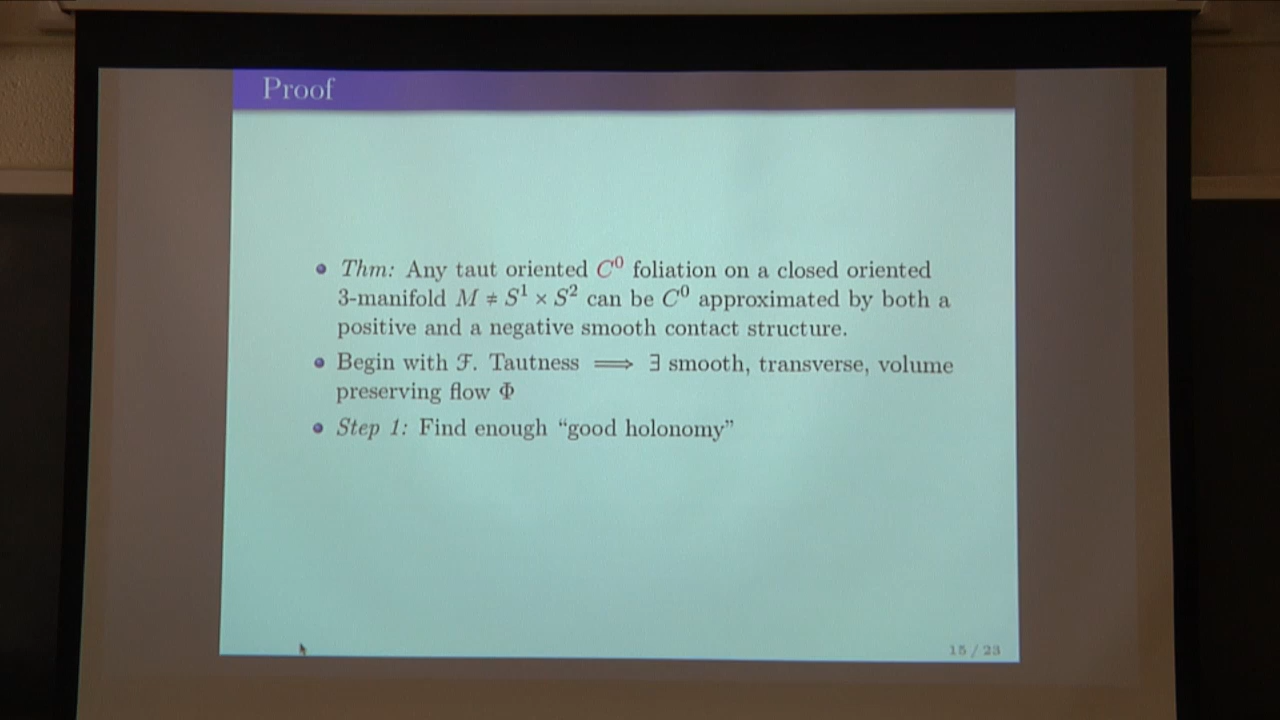 Proof
Thm: Any taut oriented C⁰ foliation on a closed oriented
3-manifold M ≠ S¹ × S² can be C⁰ approximated by both a
positive and a negative smooth contact structure.
Begin with ℱ. Tautness ⟹ ∃ smooth, transverse, volume
preserving flow Φ
Step 1: Find enough “good holonomy”
15 / 23